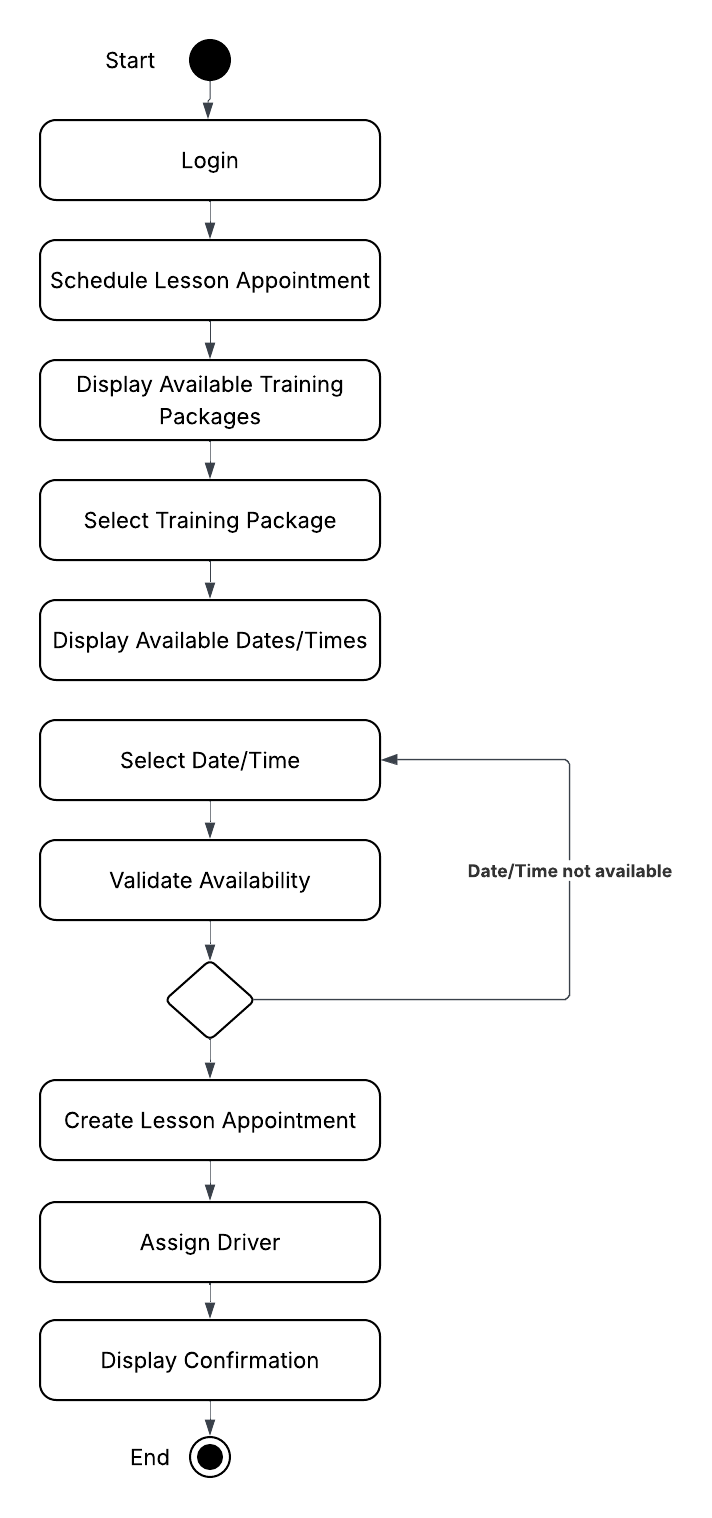 Start
Login
Schedule Lesson Appointment
Display Available Training
Packages
Select Training Package
Display Available Dates/Times
Select Date/Time
Validate Availability
Date/Time not available
Create Lesson Appointment
Assign Driver
Display Confirmation
End